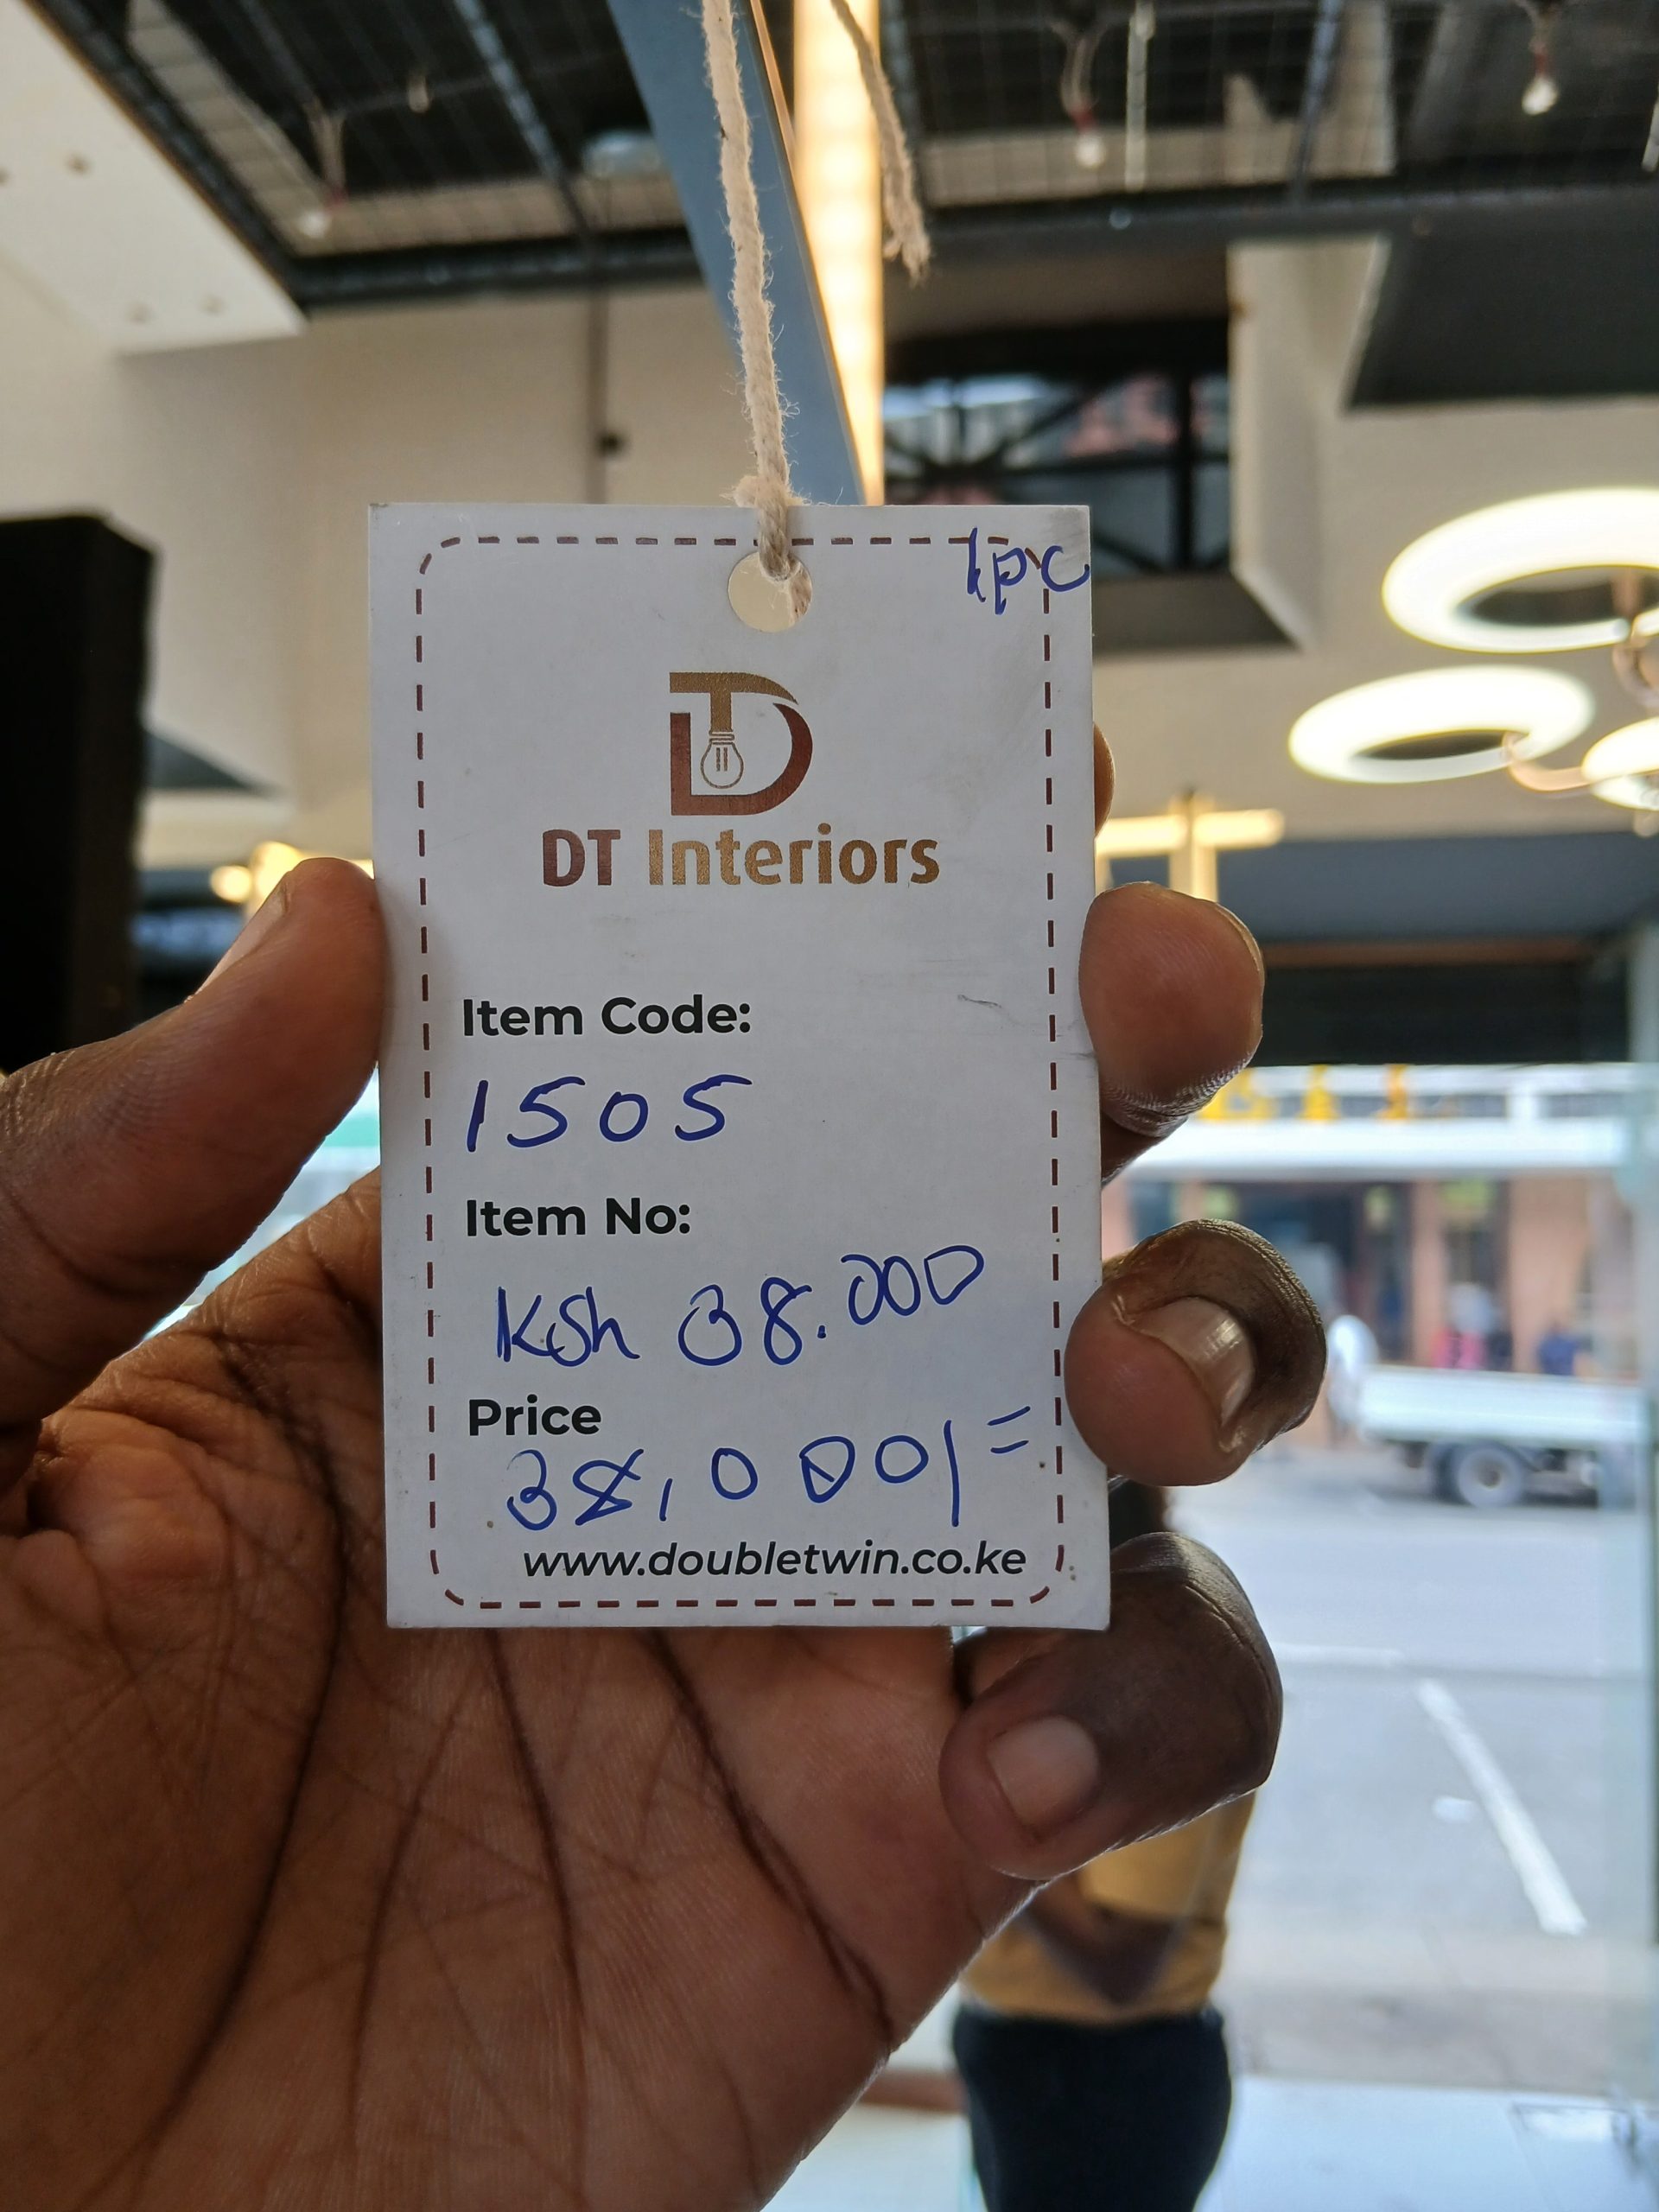 1pc
DT Interiors
Item Code:
1505
Item No:
Ksh 38.000
Price
38,000/=
www.doubletwin.co.ke